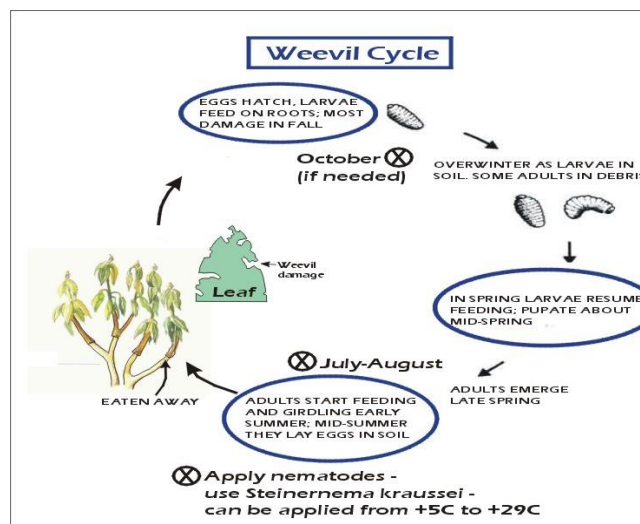 Weevil Cycle
EGGS HATCH, LARVAE
FEED ON ROOTS; MOST
DAMAGE IN FALL
October
(if needed)
OVERWINTER AS LARVAE IN
SOIL. SOME ADULTS IN DEBRIS
Weevil
damage
Leaf
IN SPRING LARVAE RESUME
FEEDING; PUPATE ABOUT
MID-SPRING
July-August
ADULTS EMERGE
LATE SPRING
EATEN AWAY
ADULTS START FEEDING
AND GIRDLING EARLY
SUMMER; MID-SUMMER
THEY LAY EGGS IN SOIL
Apply nematodes -
use Steinernema kraussei -
can be applied from +5C to +29C